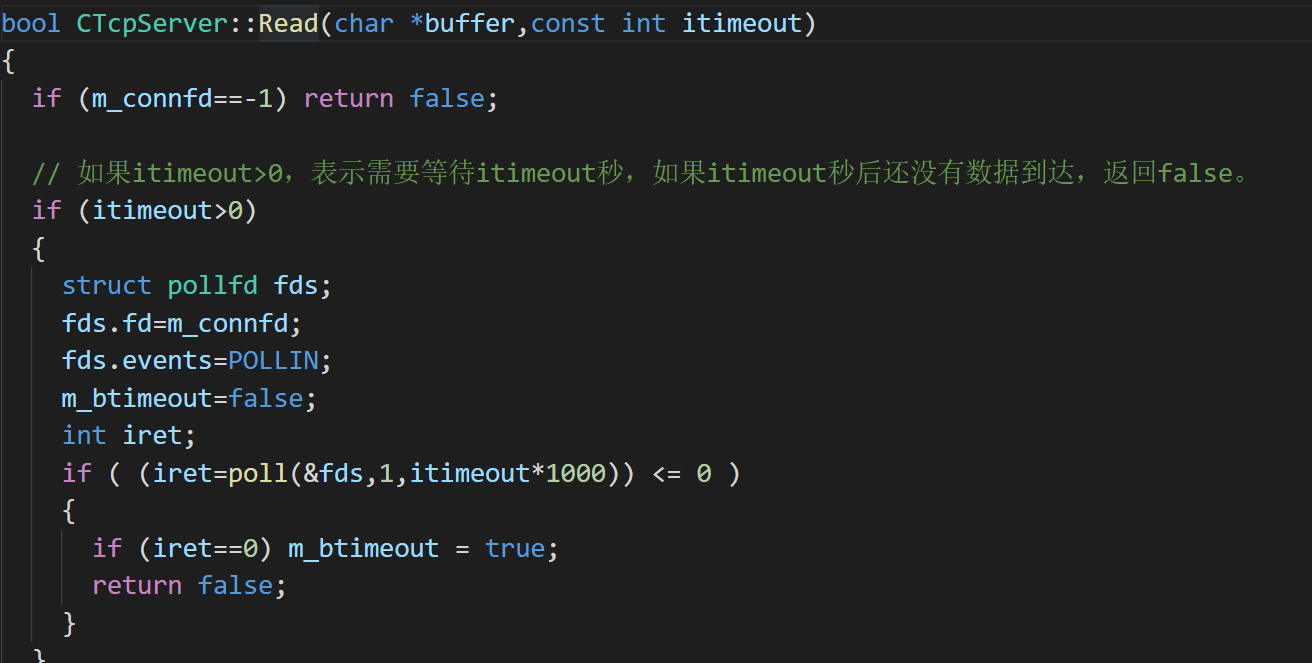 bool CTcpServer::Read(char *buffer,const int itimeout)
{
if (m_connfd==-1) return false;
// 如果itimeout>0，表示需要等待itimeout秒，如果itimeout秒后还没有数据到达，返回false。
if (itimeout>0)
{
struct pollfd fds;
fds.fd=m_connfd;
fds.events=POLLIN;
m_btimeout=false;
int iret;
if ( (iret=poll(&fds,1,itimeout*1000)) <= 0 )
{
if (iret==0) m_btimeout = true;
return false;
}
}